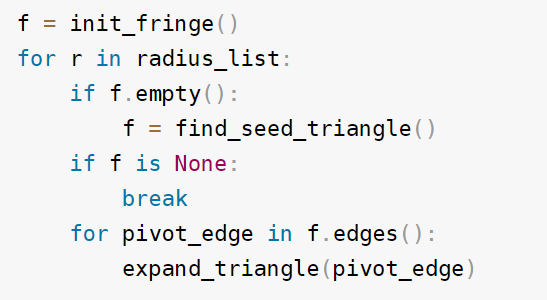 f = init_fringe()
for r in radius_list:
    if f.empty():
        f = find_seed_triangle()
    if f is None:
        break
    for pivot_edge in f.edges():
        expand_triangle(pivot_edge)